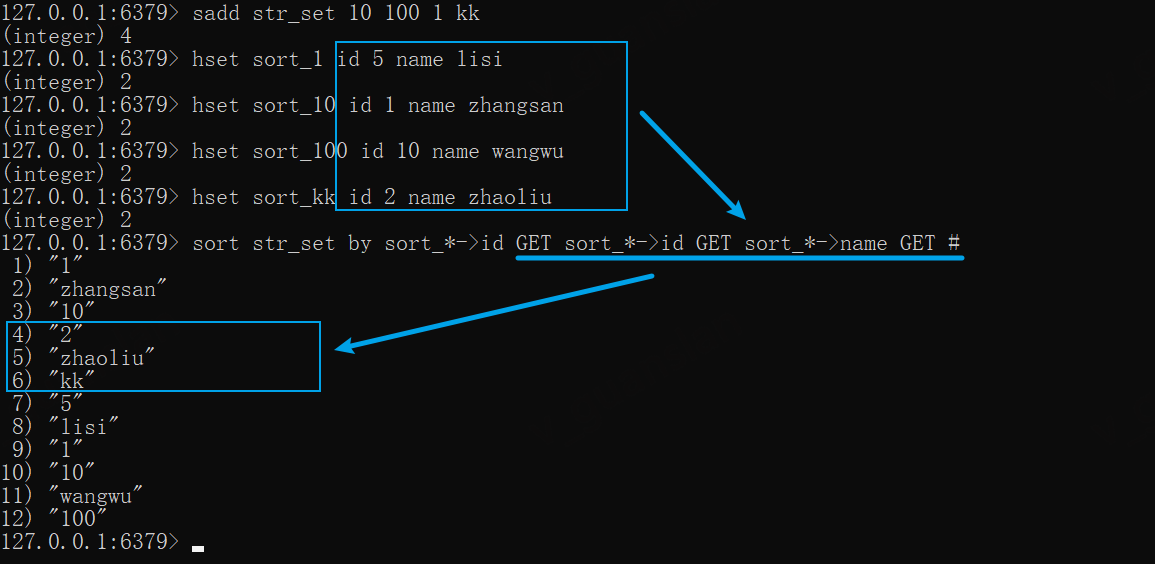 127.0.0.1:6379> sadd str_set 10 100 1 kk
(integer) 4
127.0.0.1:6379> hset sort_1 id 5 name lisi
(integer) 2
127.0.0.1:6379> hset sort_10 id 1 name zhangsan
(integer) 2
127.0.0.1:6379> hset sort_100 id 10 name wangwu
(integer) 2
127.0.0.1:6379> hset sort_kk id 2 name zhaoliu
(integer) 2
127.0.0.1:6379> sort str_set by sort_*->id GET sort_*->id GET sort_*->name GET #
1) "1"
2) "zhangsan"
3) "10"
4) "2"
5) "zhaoliu"
6) "kk"
7) "5"
8) "lisi"
9) "1"
10) "10"
11) "wangwu"
12) "100"
127.0.0.1:6379>